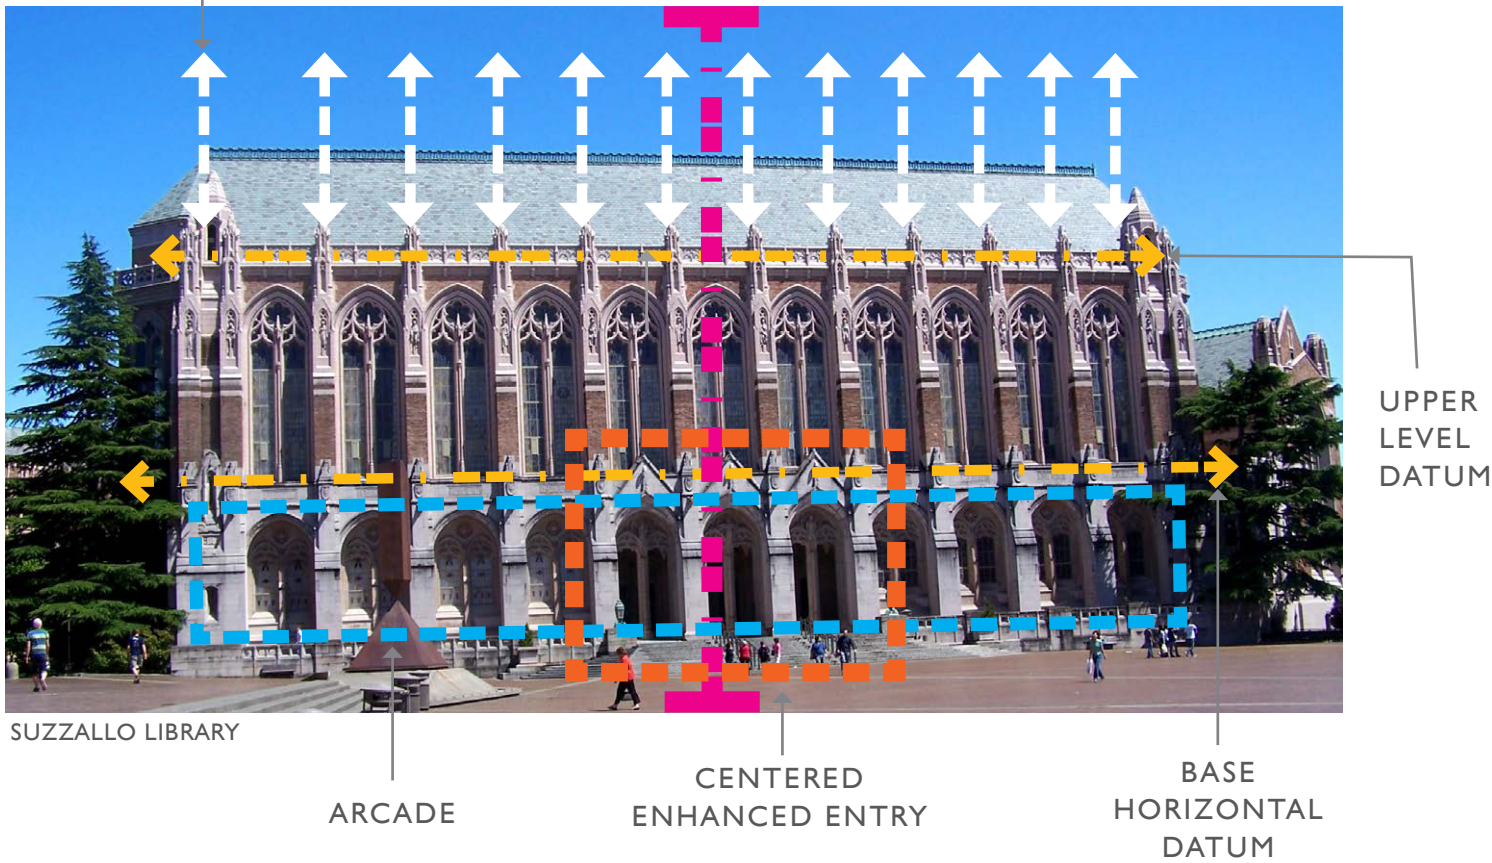 UPPER
LEVEL
DATUM
SUZZALLO LIBRARY
ARCADE
CENTERED
ENHANCED ENTRY
BASE
HORIZONTAL
DATUM